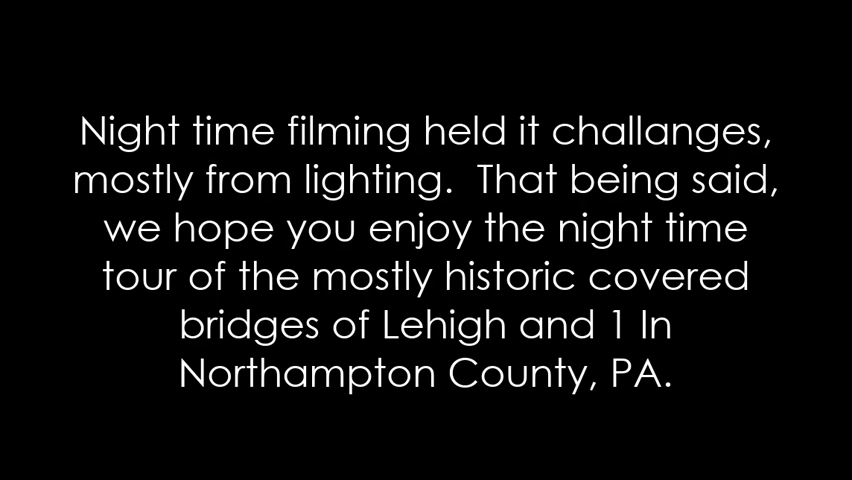 Night time filming held it challanges,
mostly from lighting.  That being said,
we hope you enjoy the night time
tour of the mostly historic covered
bridges of Lehigh and 1 In
Northampton County, PA.